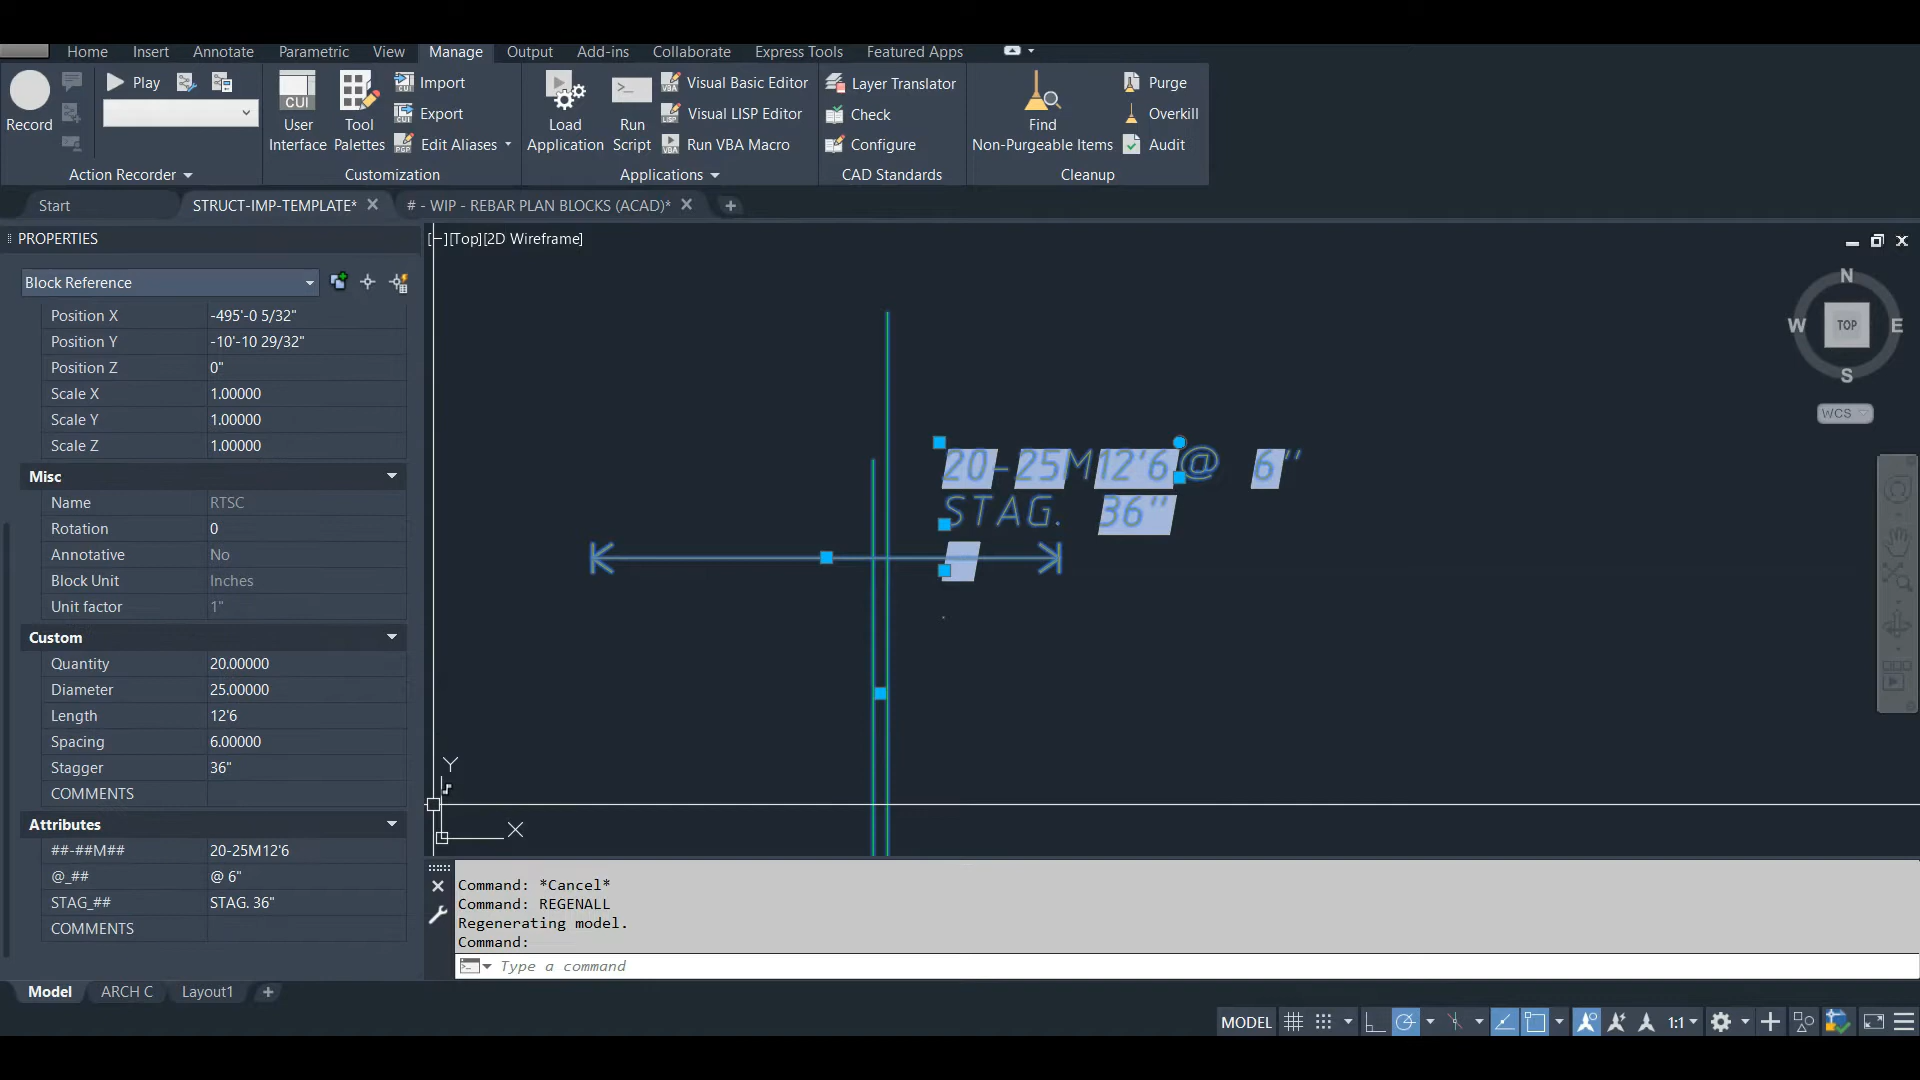 Home Insert Annotate Parametric View Manage Output Add-ins Collaborate Express Tools Featured Apps
Record
Play
User Interface
Tool Palettes
Import
Export
Edit Aliases
Load Application
Run Script
Visual Basic Editor
Visual LISP Editor
Run VBA Macro
Layer Translator
Check
Configure
Find Non-Purgeable Items
Purge
Overkill
Audit
Action Recorder Customization Applications CAD Standards Cleanup
Start STRUCT-IMP-TEMPLATE* # - WIP - REBAR PLAN BLOCKS (ACAD)*
PROPERTIES
Block Reference
Position X -495'-0 5/32"
Position Y -10'-10 29/32"
Position Z 0"
Scale X 1.00000
Scale Y 1.00000
Scale Z 1.00000
Misc
Name RTSC
Rotation 0
Annotative No
Block Unit Inches
Unit factor 1"
Custom
Quantity 20.00000
Diameter 25.00000
Length 12'6
Spacing 6.00000
Stagger 36"
COMMENTS
Attributes
##-##M## 20-25M12'6
@_## @ 6"
STAG_## STAG. 36"
COMMENTS
[−][Top][2D Wireframe]
20-25M12'6@ 6"
STAG. 36"
Y
X
N
W TOP E
S
WCS
Command: *Cancel*
Command: REGENALL
Regenerating model.
Command:
Type a command
Model ARCH C Layout1
MODEL 1:1